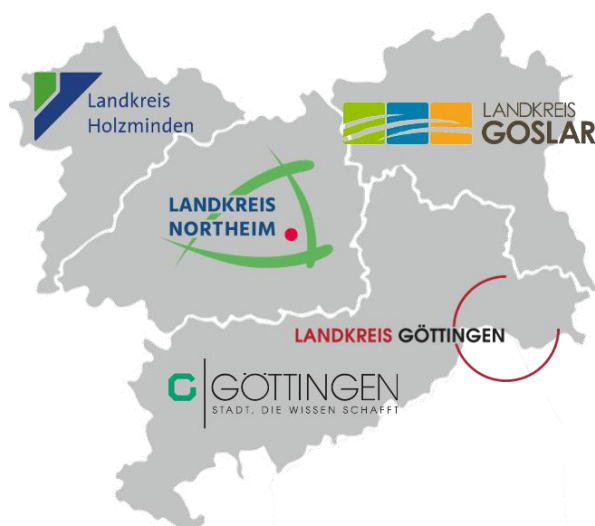 Landkreis
Holzminden
LANDKREIS
GOSLAR
LANDKREIS
NORTHEIM
LANDKREIS GÖTTINGEN
GÖTTINGEN
STADT, DIE WISSEN SCHAFFT